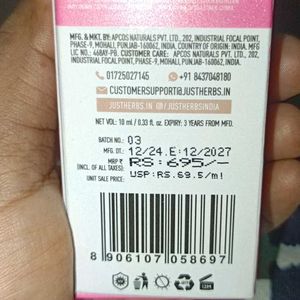 MFG. & MKT. BY: APCOS NATURALS PVT. LTD., 202, INDUSTRIAL FOCAL POINT,
PHASE-9, MOHALI, PUNJAB-160062, INDIA. COUNTRY OF ORIGIN: INDIA, MFG
LIC NO.: 468AY-PB. CUSTOMER CARE: APCOS NATURALS PVT. LTD., 202,
INDUSTRIAL FOCAL POINT, PHASE-9, MOHALI, PUNJAB-160062, INDIA.
01725027145 +91 8437048180
CUSTOMERSUPPORT@JUSTHERBS.IN
JUSTHERBS.IN /JUSTHERBSINDIA
NET VOL: 10 ml / 0.33 fl. oz. EXPIRY: 3 YEARS FROM MFD.
BATCH NO.: 03
MFG. DT.: 12/24.E:12/2027
MRP ₹ RS:695/-
(INCL. OF ALL TAXES):
UNIT SALE PRICE: USP:RS.69.5/ml
8 906107 058697
12M